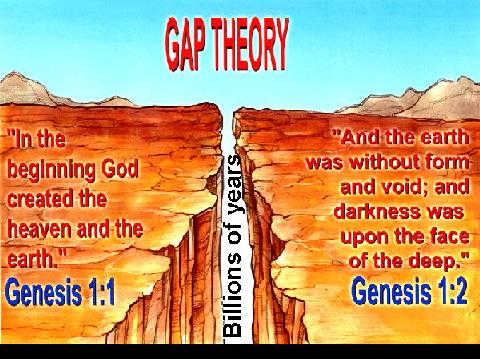 GAP THEORY
"In the
beginning God
created the
heaven and the
earth."
Genesis 1:1
Billions of years
"And the earth
was without form
and void; and
darkness was
upon the face
of the deep."
Genesis 1:2